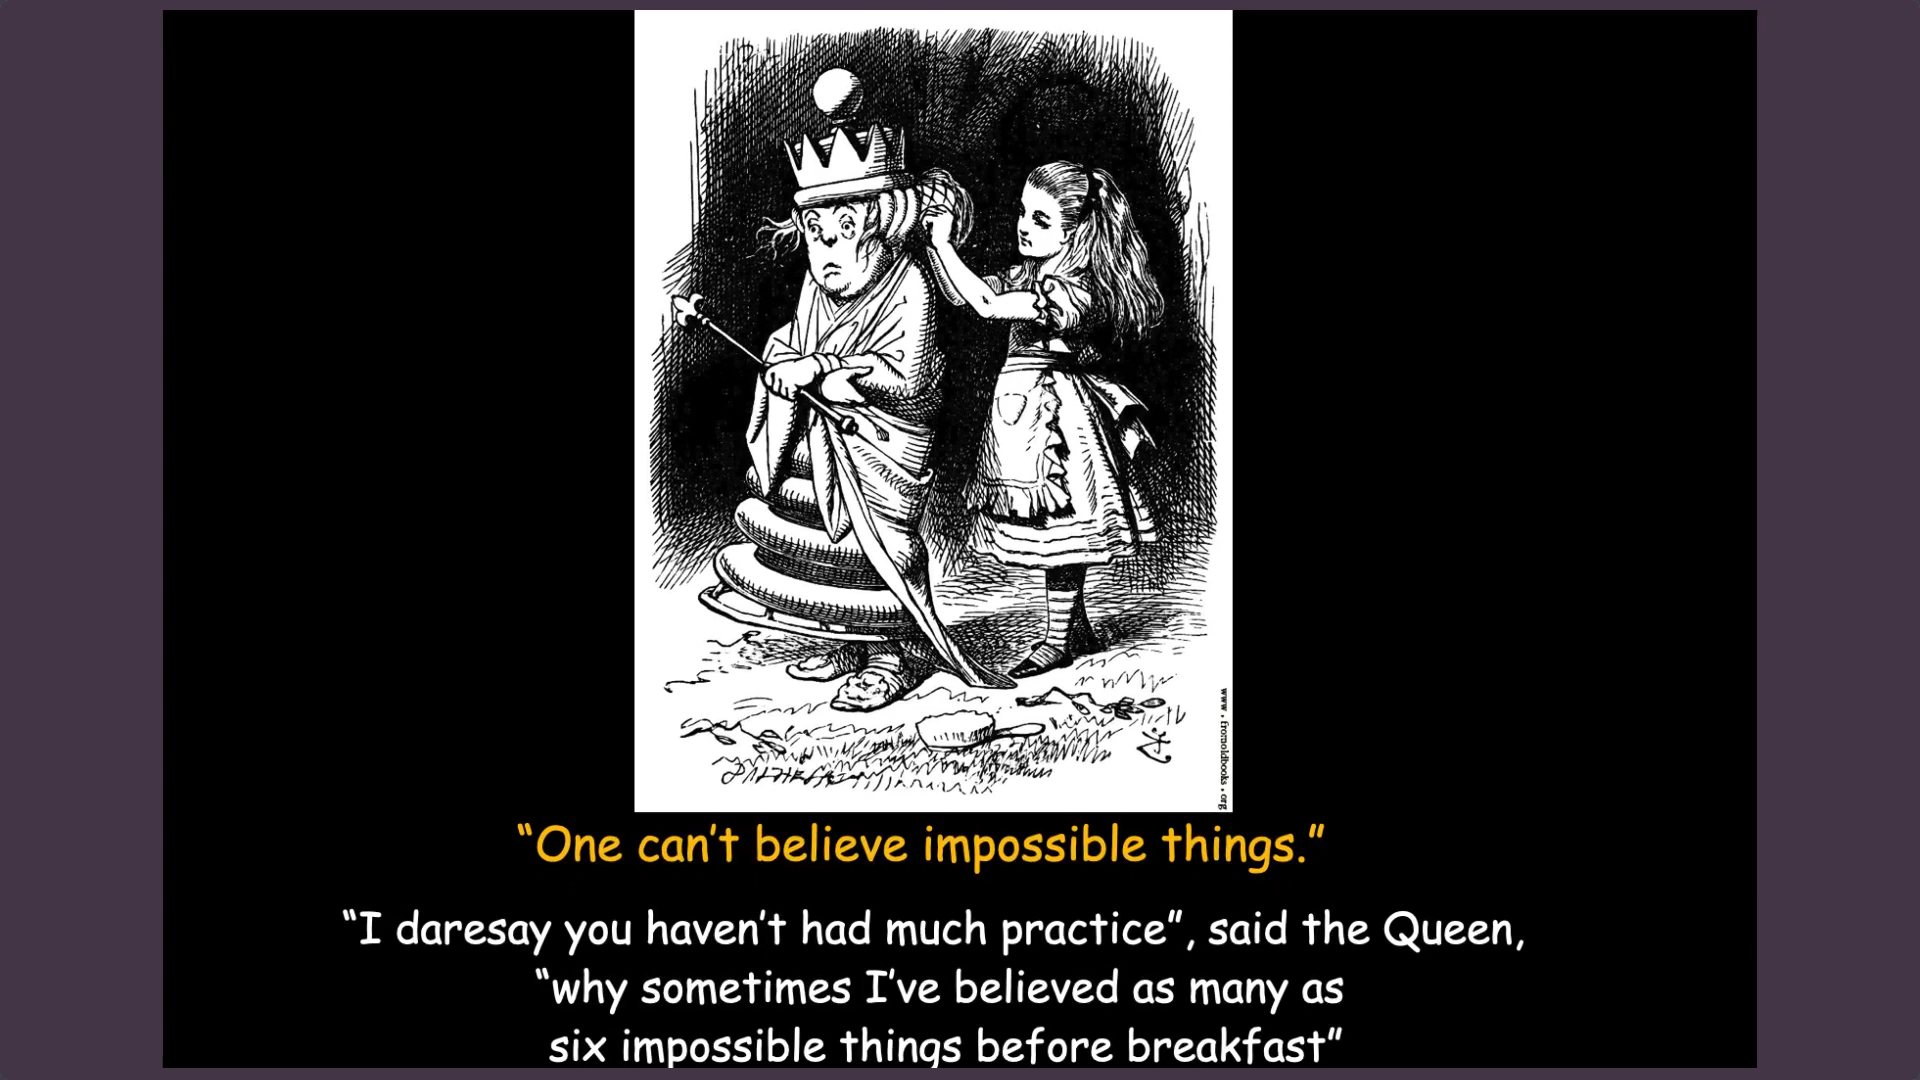 www.fromoldbooks.org
“One can’t believe impossible things.”
“I daresay you haven’t had much practice”, said the Queen,
“why sometimes I’ve believed as many as
six impossible things before breakfast”